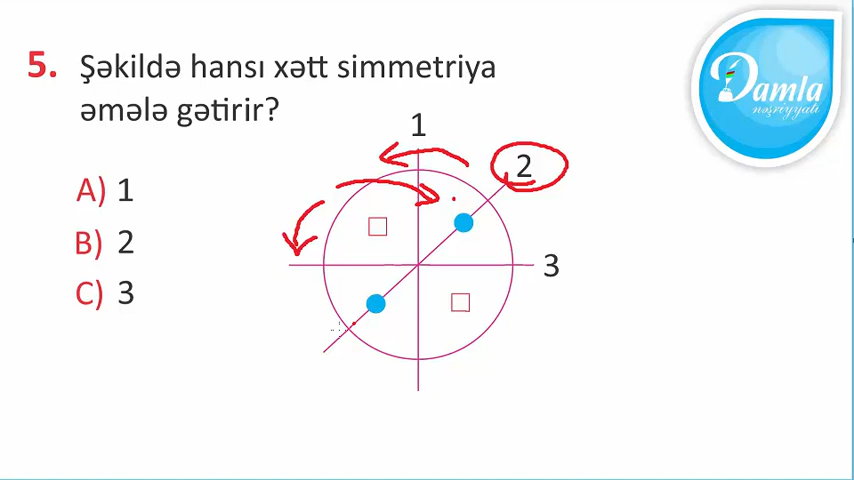 5. Şəkildə hansı xətt simmetriya
əmələ gətirir?
A) 1
B) 2
C) 3
1
2
3
Damla
nəşriyyatı